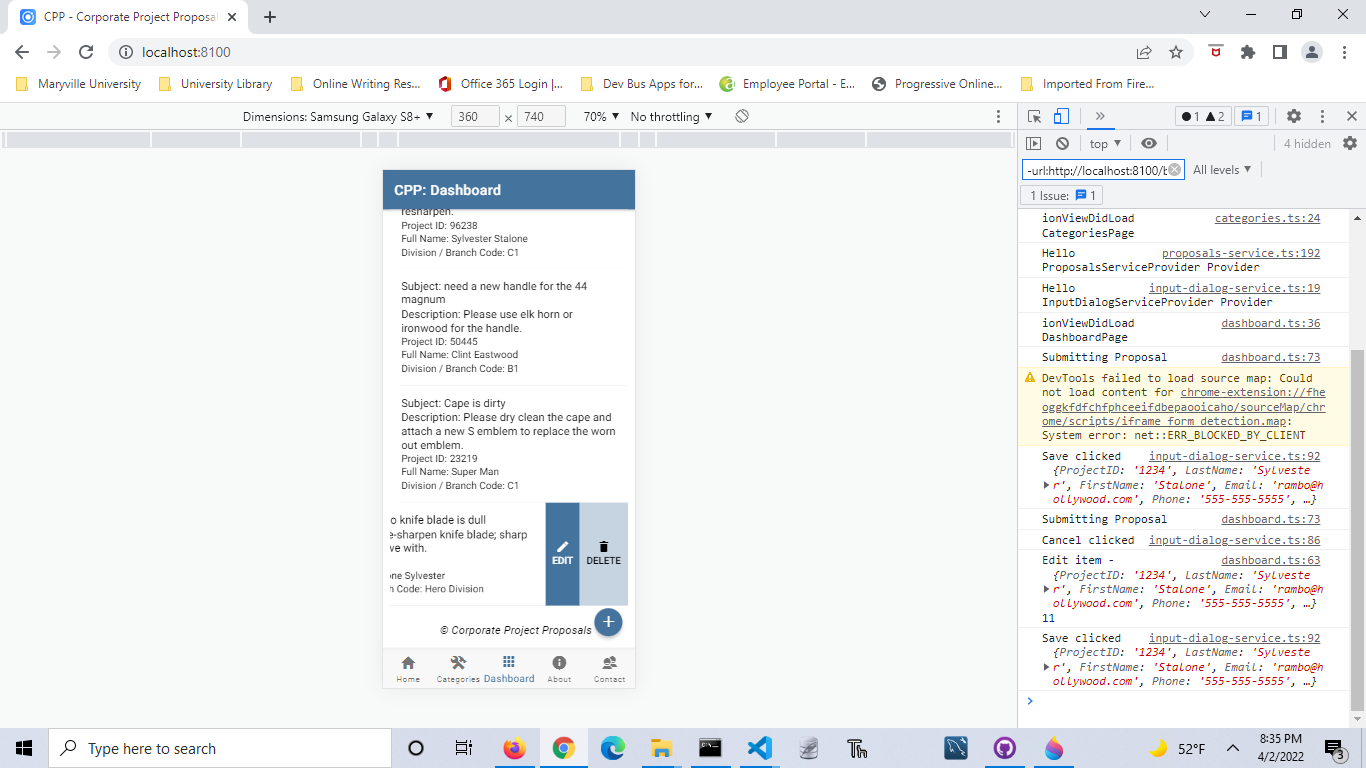 CPP - Corporate Project Proposa
localhost:8100
Maryville University
University Library
Online Writing Res...
Office 365 Login |...
Dev Bus Apps for...
Employee Portal - E...
Progressive Online...
Imported From Fire...
Dimensions: Samsung Galaxy S8+ ▼
360 × 740
70% ▼
No throttling ▼
1 2
1
top ▼
4 hidden
-url:http://localhost:8100/b
All levels ▼
1 Issue: 1
CPP: Dashboard
resharpen.
Project ID: 96238
Full Name: Sylvester Stalone
Division / Branch Code: C1
Subject: need a new handle for the 44
magnum
Description: Please use elk horn or
ironwood for the handle.
Project ID: 50445
Full Name: Clint Eastwood
Division / Branch Code: B1
Subject: Cape is dirty
Description: Please dry clean the cape and
attach a new S emblem to replace the worn
out emblem.
Project ID: 23219
Full Name: Super Man
Division / Branch Code: C1
o knife blade is dull
e-sharpen knife blade; sharp
ve with.
one Sylvester
h Code: Hero Division
EDIT
DELETE
+
© Corporate Project Proposals
Home
Categories
Dashboard
About
Contact
ionViewDidLoad categories.ts:24
CategoriesPage
Hello proposals-service.ts:192
ProposalsServiceProvider Provider
Hello input-dialog-service.ts:19
InputDialogServiceProvider Provider
ionViewDidLoad dashboard.ts:36
DashboardPage
Submitting Proposal dashboard.ts:73
DevTools failed to load source map: Could
not load content for chrome-extension://fhe
oggkfdfchfphceeifdbepaooicaho/sourceMap/chr
ome/scripts/iframe_form_detection.map:
System error: net::ERR_BLOCKED_BY_CLIENT
Save clicked input-dialog-service.ts:92
{ProjectID: '1234', LastName: 'Sylveste
r', FirstName: 'Stalone', Email: 'rambo@h
ollywood.com', Phone: '555-555-5555', …}
Submitting Proposal dashboard.ts:73
Cancel clicked input-dialog-service.ts:86
Edit item - dashboard.ts:63
{ProjectID: '1234', LastName: 'Sylveste
r', FirstName: 'Stalone', Email: 'rambo@h
ollywood.com', Phone: '555-555-5555', …}
11
Save clicked input-dialog-service.ts:92
{ProjectID: '1234', LastName: 'Sylveste
r', FirstName: 'Stalone', Email: 'rambo@h
ollywood.com', Phone: '555-555-5555', …}
Type here to search
52°F
8:35 PM
4/2/2022
3